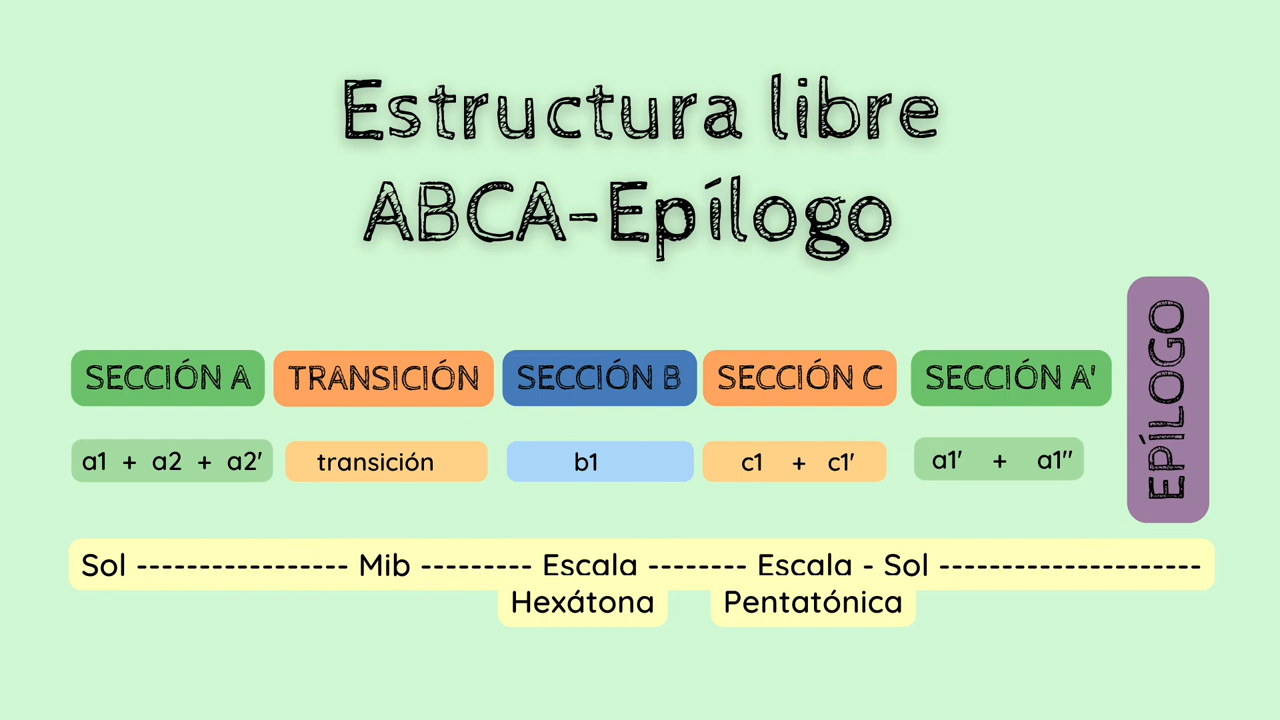 Estructura libre
ABCA-Epílogo
SECCIÓN A TRANSICIÓN SECCIÓN B SECCIÓN C SECCIÓN A'
EPÍLOGO
a1 + a2 + a2' transición b1 c1 + c1' a1' + a1''
Sol ----------------- Mib --------- Escala -------- Escala - Sol ---------------------
Hexátona Pentatónica